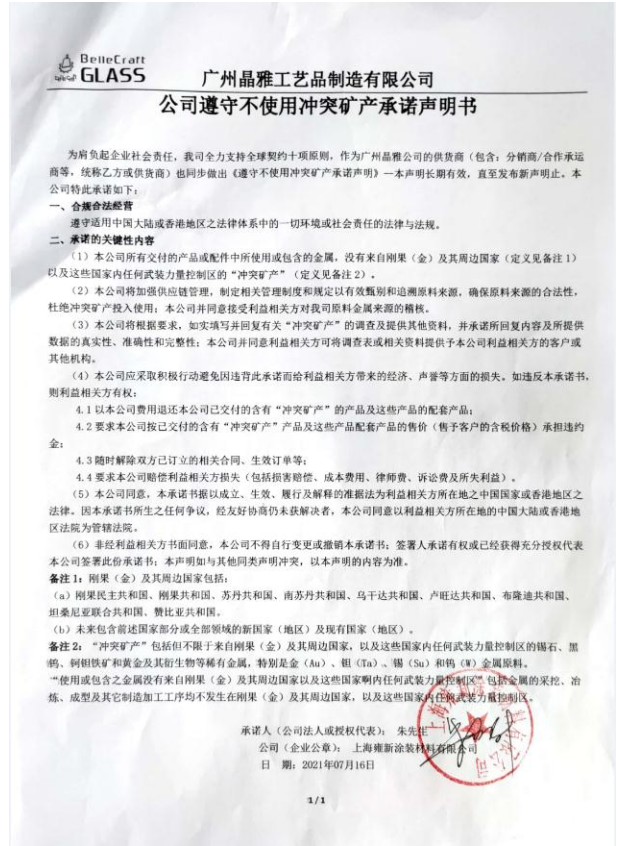 BelleCraft
GLASS
广州晶雅工艺品制造有限公司
公司遵守不使用冲突矿产承诺声明书
为肩负起企业社会责任，我司全力支持全球契约十项原则，作为广州晶雅公司的供货商（包含：分销商/合作承运
商等，统称乙方或供货商）也同步做出《遵守不使用冲突矿产承诺声明》一本声明长期有效，直至发布新声明止。本
公司特此承诺如下：
一、合规合法经营
遵守适用中国大陆或香港地区之法律体系中的一切环境或社会责任的法律与法规。
二、承诺的关键性内容
（1）本公司所有交付的产品或配件中所使用或包含的金属，没有来自刚果（金）及其周边国家（定义见备注1）
以及这些国家内任何武装力量控制区的“冲突矿产”（定义见备注2）。
（2）本公司将加强供应链管理，制定相关管理制度和规定以有效甄别和追溯原料来源，确保原料来源的合法性，
杜绝冲突矿产投入使用；本公司并同意接受利益相关方对我司原料金属来源的稽核。
（3）本公司将根据要求，如实填写并回复有关“冲突矿产”的调查及提供其他资料，并承诺所回复内容及所提供
数据的真实性、准确性和完整性；本公司并同意利益相关方可将调查表或相关资料提供予本公司利益相关方的客户或
其他机构。
（4）本公司应采取积极行动避免因违背此承诺而给利益相关方带来的经济、声誉等方面的损失。如违反本承诺书，
则利益相关方有权：
4.1 以本公司费用退还本公司已交付的含有“冲突矿产”的产品及这些产品的配套产品；
4.2 要求本公司按已交付的含有“冲突矿产”产品及这些产品配套产品的售价（售予客户的含税价格）承担违约
金；
4.3 随时解除双方已订立的相关合同、生效订单等；
4.4 要求本公司赔偿利益相关方损失（包括损害赔偿、成本费用、律师费、诉讼费及所失利益）。
（5）本公司同意，本承诺书据以成立、生效、履行及解释的准据法为利益相关方所在地之中国国家或香港地区之
法律。因本承诺书所生之任何争议，经友好协商仍未获解决者，本公司同意以利益相关方所在地的中国大陆或香港地
区法院为管辖法院。
（6）非经利益相关方书面同意，本公司不得自行变更或撤销本承诺书；签署人承诺有权或已经获得充分授权代表
本公司签署此份承诺书；本声明如与其他同类声明冲突，以本声明的内容为准。
备注1：刚果（金）及其周边国家包括：
（a）刚果民主共和国、刚果共和国、苏丹共和国、南苏丹共和国、乌干达共和国、卢旺达共和国、布隆迪共和国、
坦桑尼亚联合共和国、赞比亚共和国。
（b）未来包含前述国家部分或全部领域的新国家（地区）及现有国家（地区）。
备注2：“冲突矿产”包括但不限于来自刚果（金）及其周边国家，以及这些国家内任何武装力量控制区的锡石、黑
钨、钶钽铁矿和黄金及其衍生物等稀有金属，特别是金（Au）、钽（Ta）、锡（Su）和钨（W）金属原料。
“使用或包含之金属没有来自刚果（金）及其周边国家以及这些国家啊内任何武装力量控制区”包括金属的采挖、冶
炼、成型及其它制造加工工序均不发生在刚果（金）及其周边国家，以及这些国家内任何武装力量控制区。
承诺人（公司法人或授权代表）：朱先生
公司（企业公章）：上海雍新涂装材料有限公司
日 期：2021年07月16日
1/1